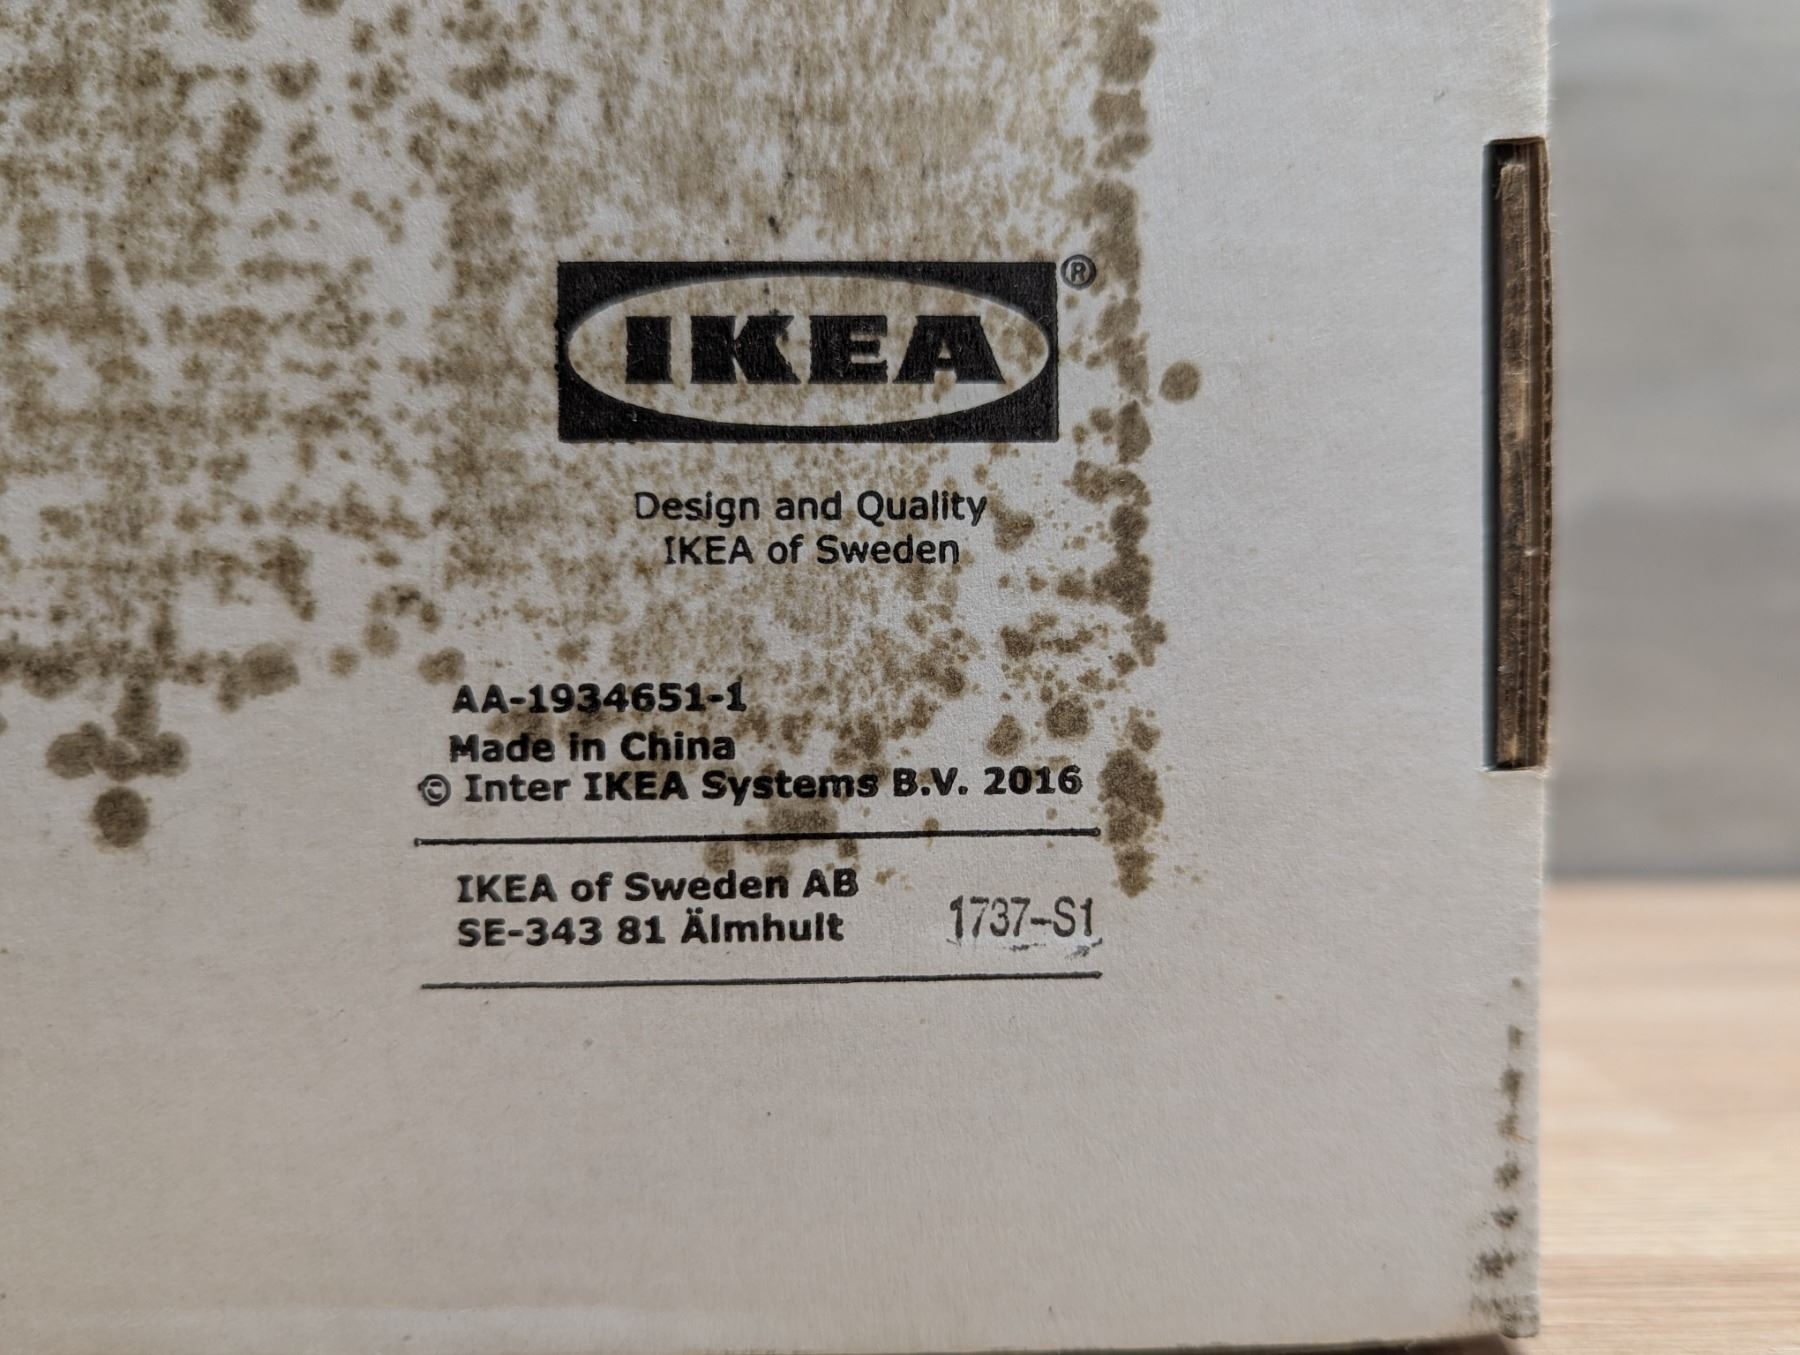 IKEA®
Design and Quality
IKEA of Sweden
AA-1934651-1
Made in China
© Inter IKEA Systems B.V. 2016
IKEA of Sweden AB
SE-343 81 Älmhult
1737-S1